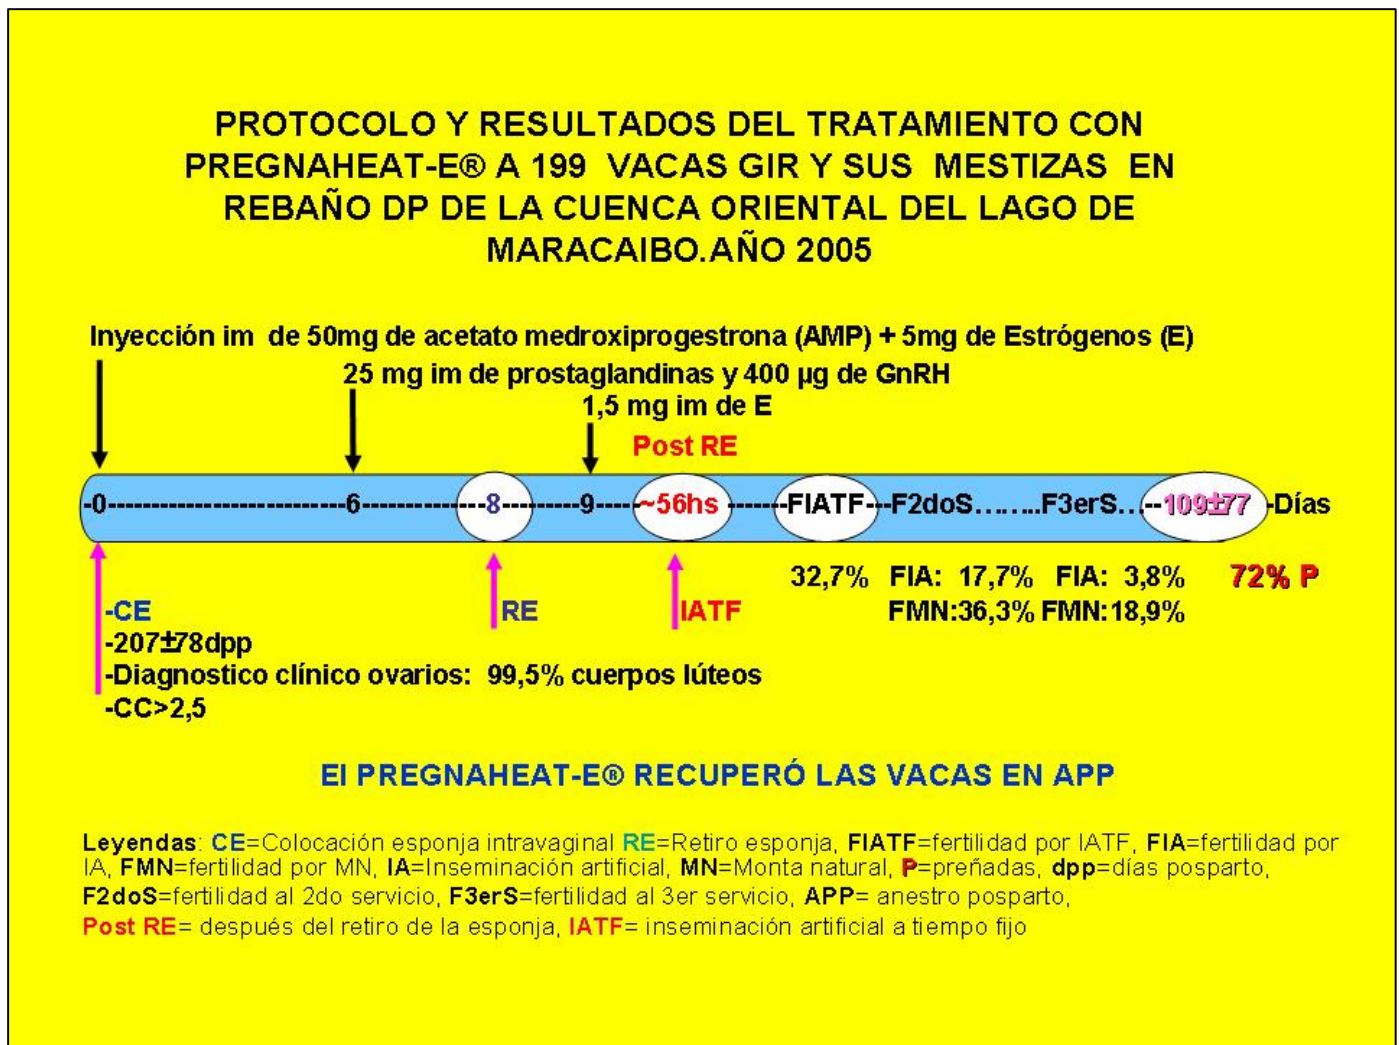 PROTOCOLO Y RESULTADOS DEL TRATAMIENTO CON
PREGNAHEAT-E® A 199 VACAS GIR Y SUS MESTIZAS EN
REBAÑO DP DE LA CUENCA ORIENTAL DEL LAGO DE
MARACAIBO.AÑO 2005
Inyección im de 50mg de acetato medroxiprogestrona (AMP) + 5mg de Estrógenos (E)
25 mg im de prostaglandinas y 400 µg de GnRH
1,5 mg im de E
Post RE
-0-----------------------------6--------------8----------9-----~56hs -------FIATF---F2doS……..F3erS…--109±77-Días
32,7% FIA: 17,7% FIA: 3,8% 72% P
-CE RE IATF FMN:36,3% FMN:18,9%
-207±78dpp
-Diagnostico clínico ovarios: 99,5% cuerpos lúteos
-CC>2,5
El PREGNAHEAT-E® RECUPERÓ LAS VACAS EN APP
Leyendas: CE=Colocación esponja intravaginal RE=Retiro esponja, FIATF=fertilidad por IATF, FIA=fertilidad por
IA, FMN=fertilidad por MN, IA=Inseminación artificial, MN=Monta natural, P=preñadas, dpp=días posparto,
F2doS=fertilidad al 2do servicio, F3erS=fertilidad al 3er servicio, APP= anestro posparto,
Post RE= después del retiro de la esponja, IATF= inseminación artificial a tiempo fijo